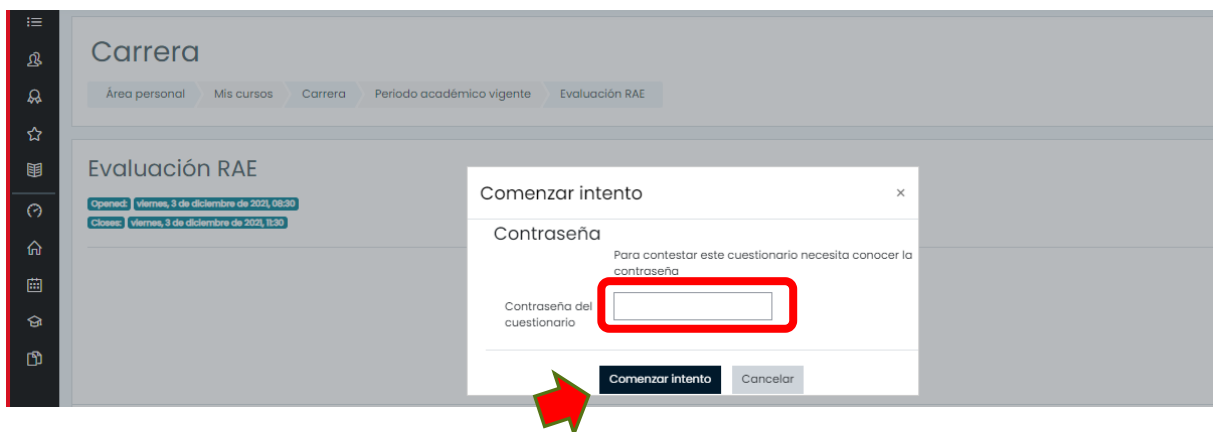 Carrera
Área personal Mis cursos Carrera Periodo académico vigente Evaluación RAE
Evaluación RAE
Opened: viernes, 3 de diciembre de 2021, 08:30
Closes: viernes, 3 de diciembre de 2021, 11:30
Comenzar intento ×
Contraseña
Para contestar este cuestionario necesita conocer la
contraseña
Contraseña del
cuestionario
Comenzar intento Cancelar